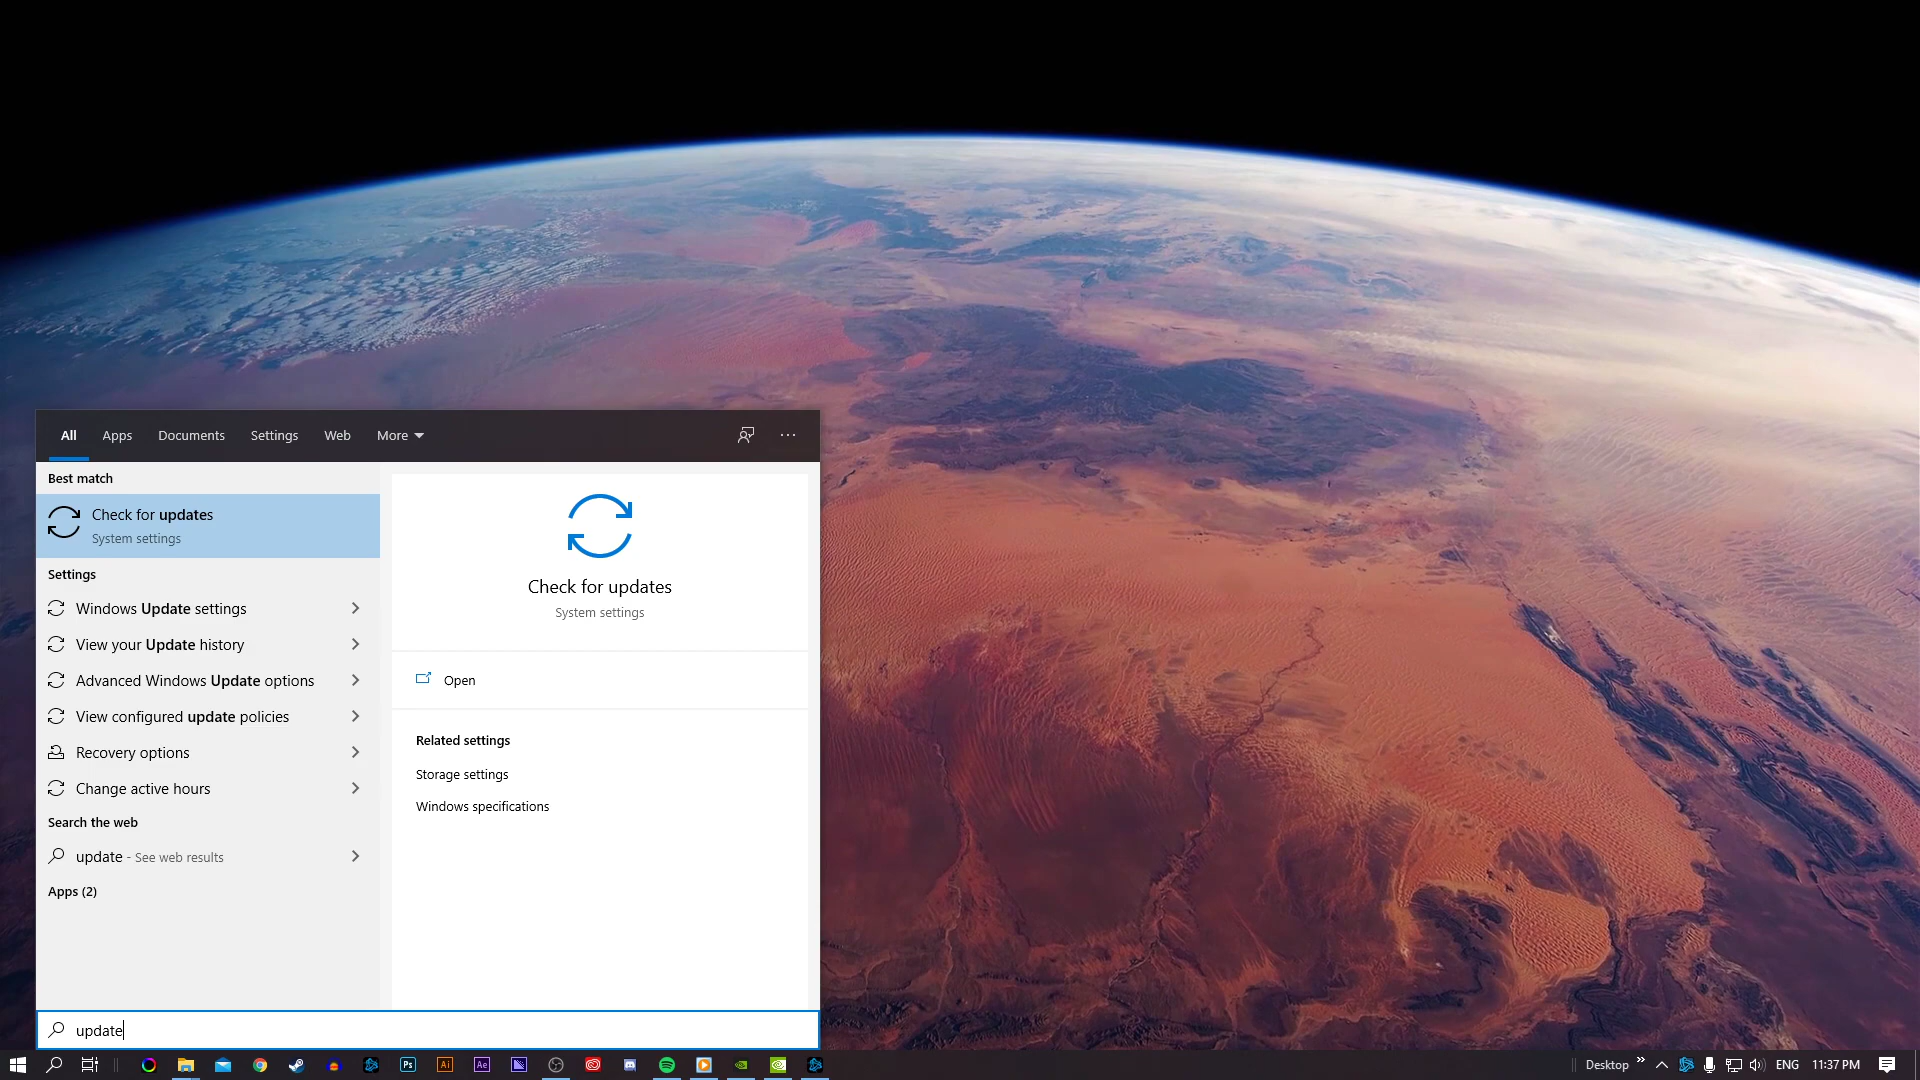 All Apps Documents Settings Web More
Best match
Check for updates
System settings
Settings
Windows Update settings
View your Update history
Advanced Windows Update options
View configured update policies
Recovery options
Change active hours
Search the web
update - See web results
Apps (2)
Check for updates
System settings
Open
Related settings
Storage settings
Windows specifications
update
Ps Ai Ae Desktop ENG 11:37 PM